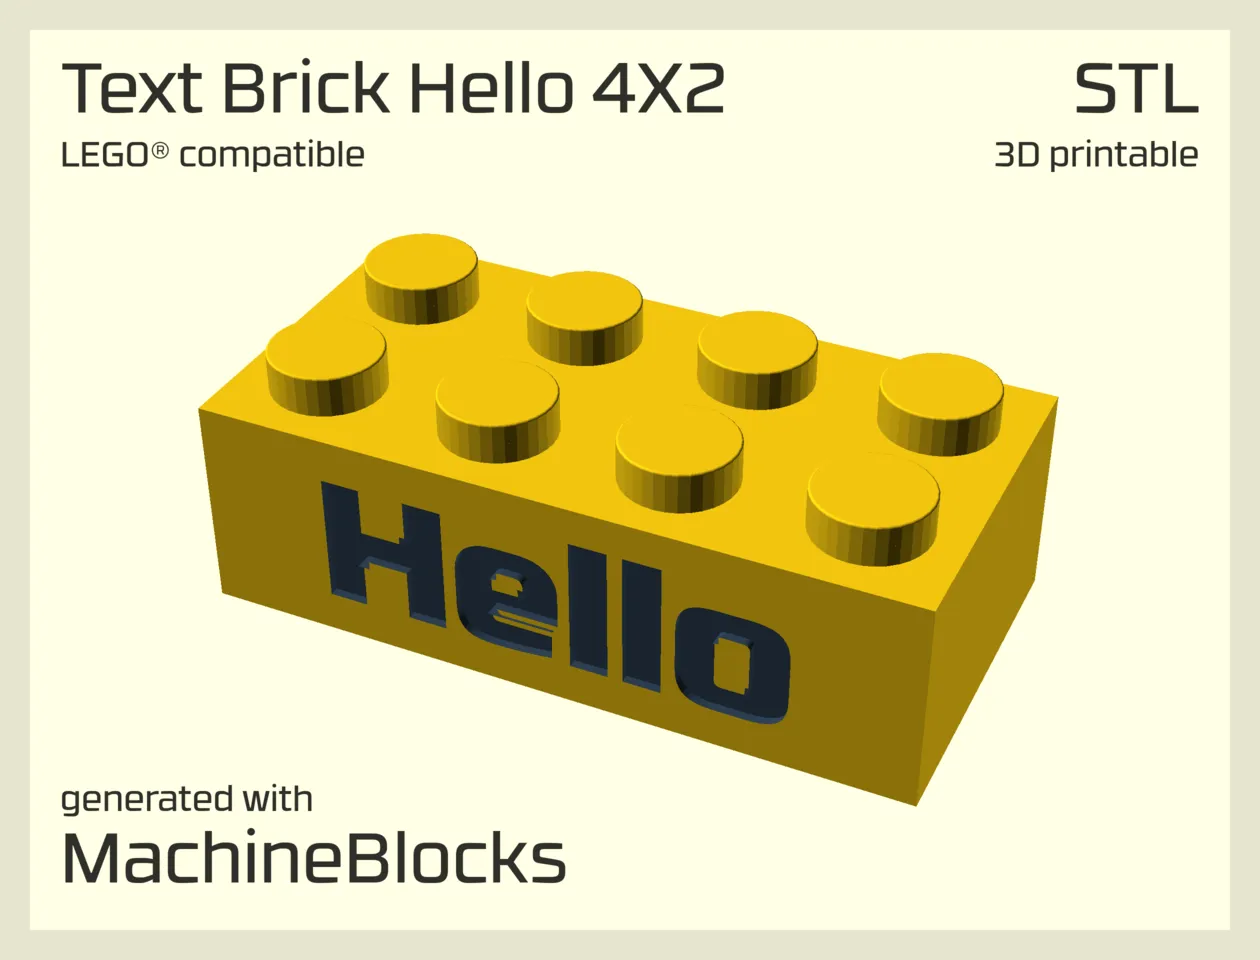 Text Brick Hello 4X2
STL
LEGO® compatible
3D printable
Hello
generated with
MachineBlocks